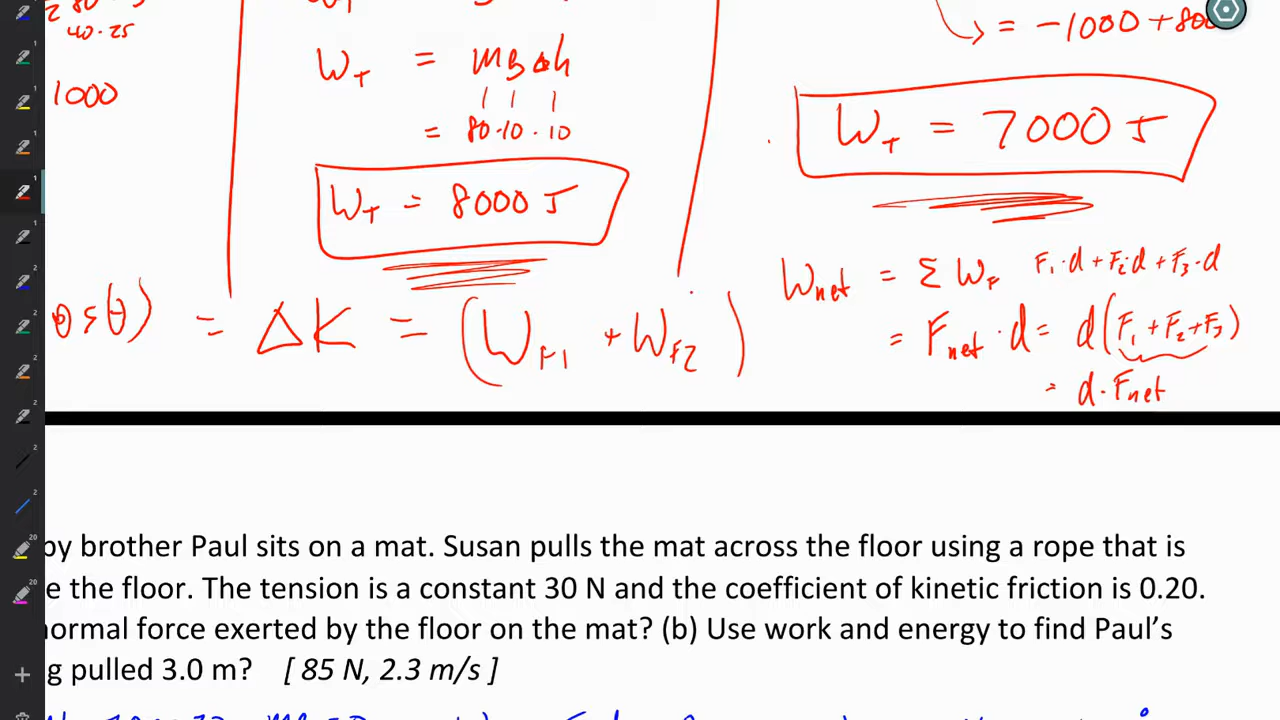 40·25
1000
W_T = mgΔh
= 80·10·10
W_T = 8000 J
= ΔK = (W_F1 + W_F2)
= -1000 + 800
W_T = 7000 J
W_net = Σ W_F F₁·d + F₂·d + F₃·d
= F_net · d = d(F₁ + F₂ + F₃)
= d·F_net
by brother Paul sits on a mat. Susan pulls the mat across the floor using a rope that is
e the floor. The tension is a constant 30 N and the coefficient of kinetic friction is 0.20.
normal force exerted by the floor on the mat? (b) Use work and energy to find Paul's
g pulled 3.0 m? [ 85 N, 2.3 m/s ]